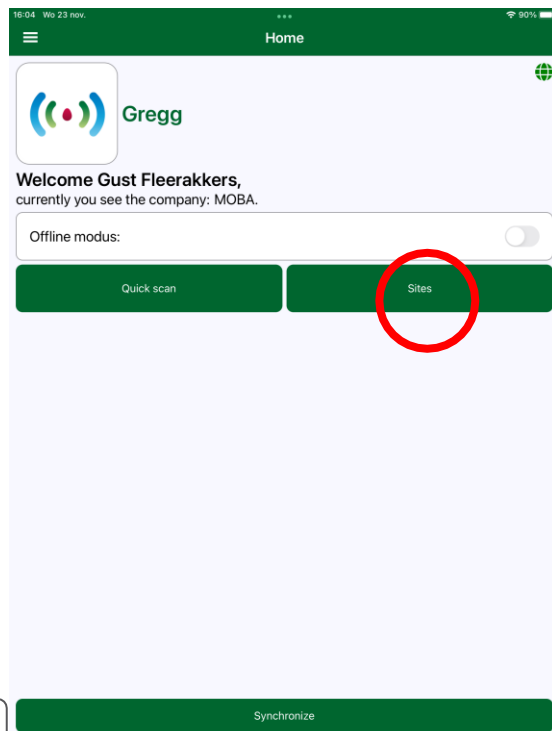 16:04 Wo 23 nov.
90%
Home
Gregg
Welcome Gust Fleerakkers,
currently you see the company: MOBA.
Offline modus:
Quick scan
Sites
Synchronize